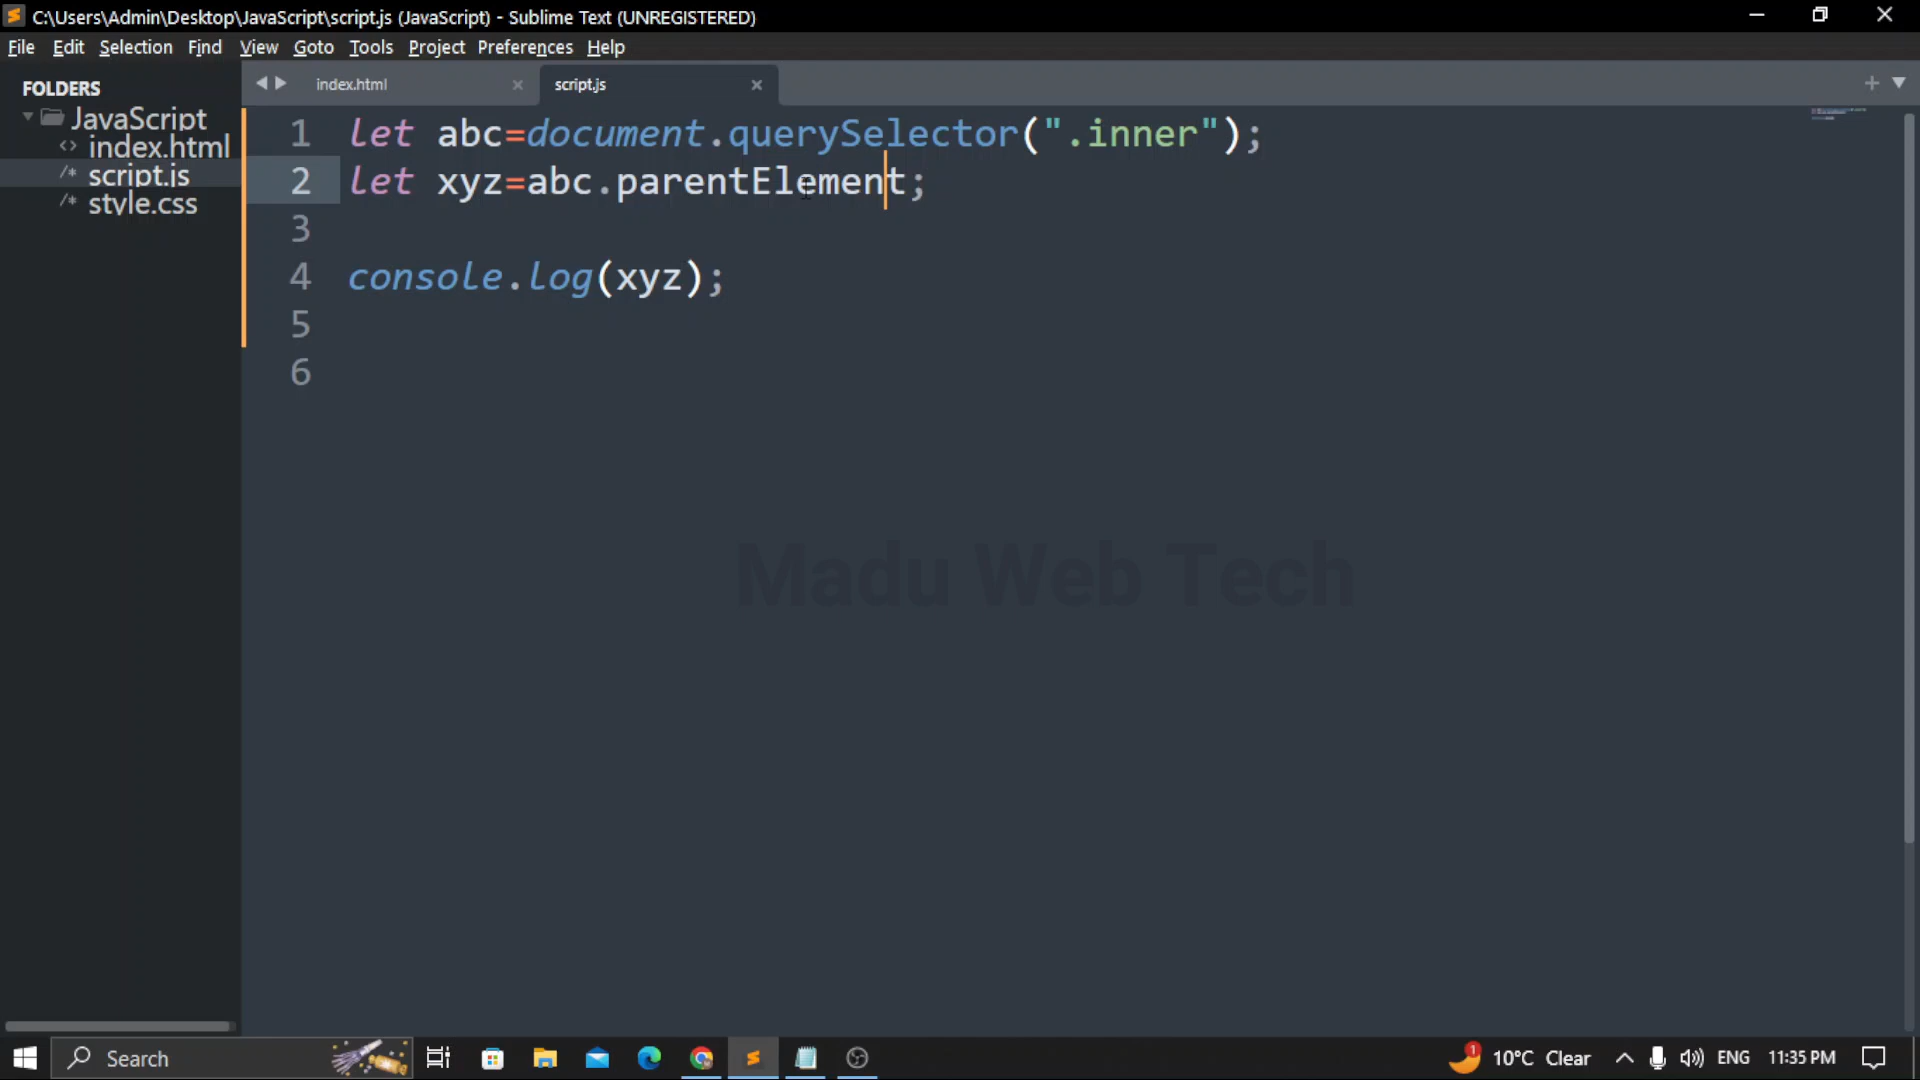 C:\Users\Admin\Desktop\JavaScript\script.js (JavaScript) - Sublime Text (UNREGISTERED)
File Edit Selection Find View Goto Tools Project Preferences Help
FOLDERS
JavaScript
<> index.html
/* script.js
/* style.css
index.html script.js
1 let abc=document.querySelector(".inner");
2 let xyz=abc.parentElement;
3
4 console.log(xyz);
5
6
Madu Web Tech
Search
1 10°C Clear ENG 11:35 PM